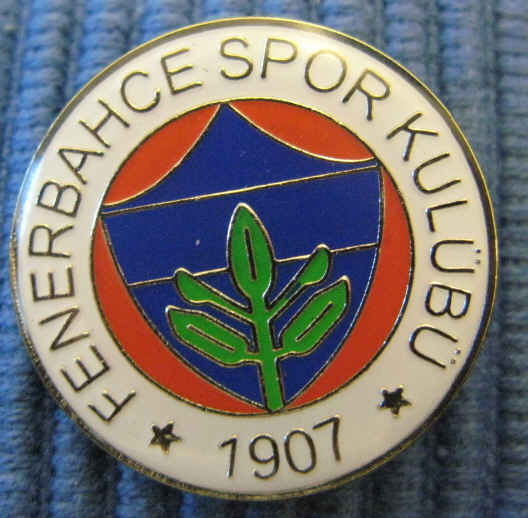 FENERBAHCE SPOR KULÜBÜ
1907